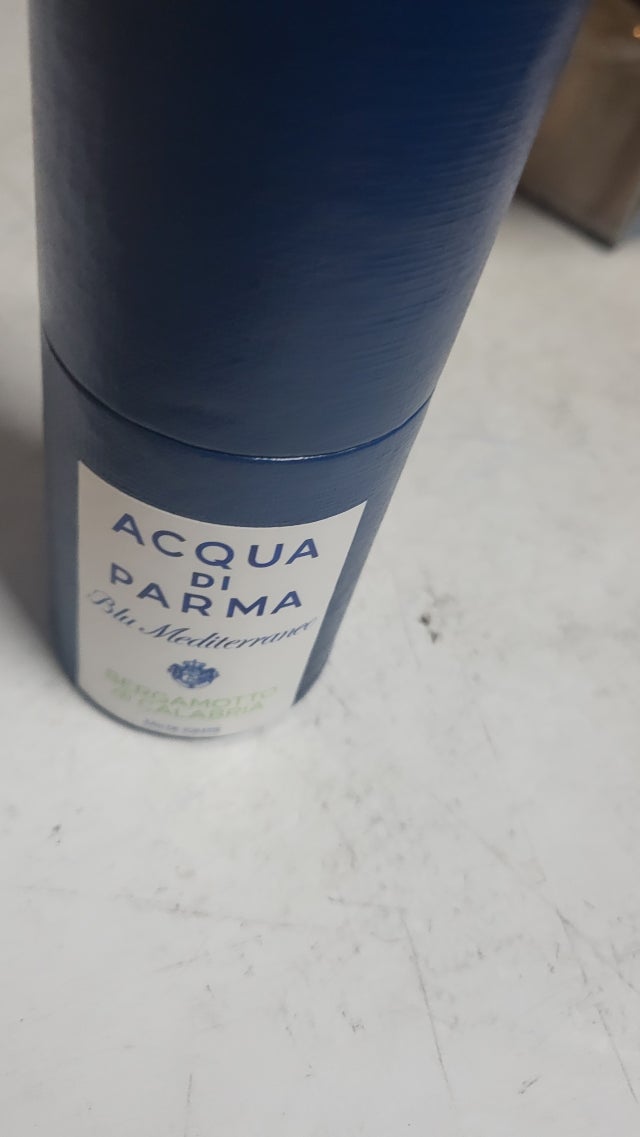 ACQUA
DI
PARMA
Blu Mediterraneo
BERGAMOTTO
di CALABRIA